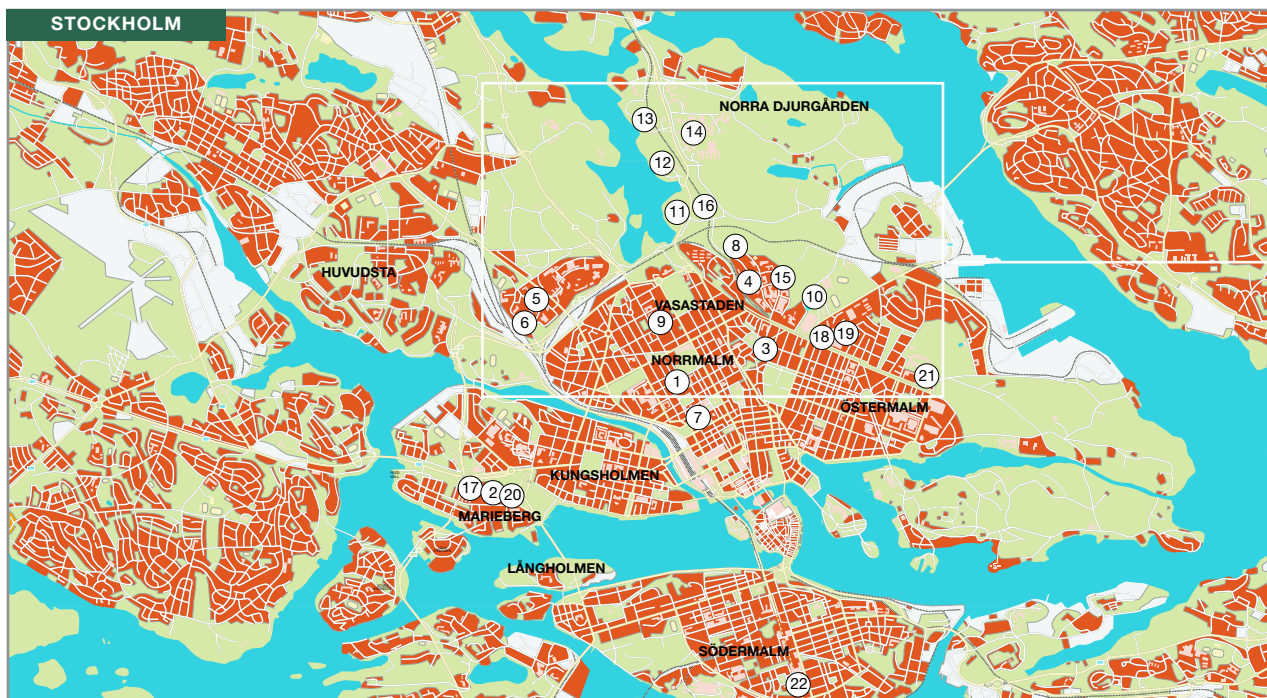 STOCKHOLM
NORRA DJURGÅRDEN
13
14
12
11
16
8
HUVUDSTA
4
15
5
10
VASASTADEN
6
9
18
19
3
NORRMALM
1
21
ÖSTERMALM
7
KUNGSHOLMEN
17
2
20
MARIEBERG
LÅNGHOLMEN
SÖDERMALM
22